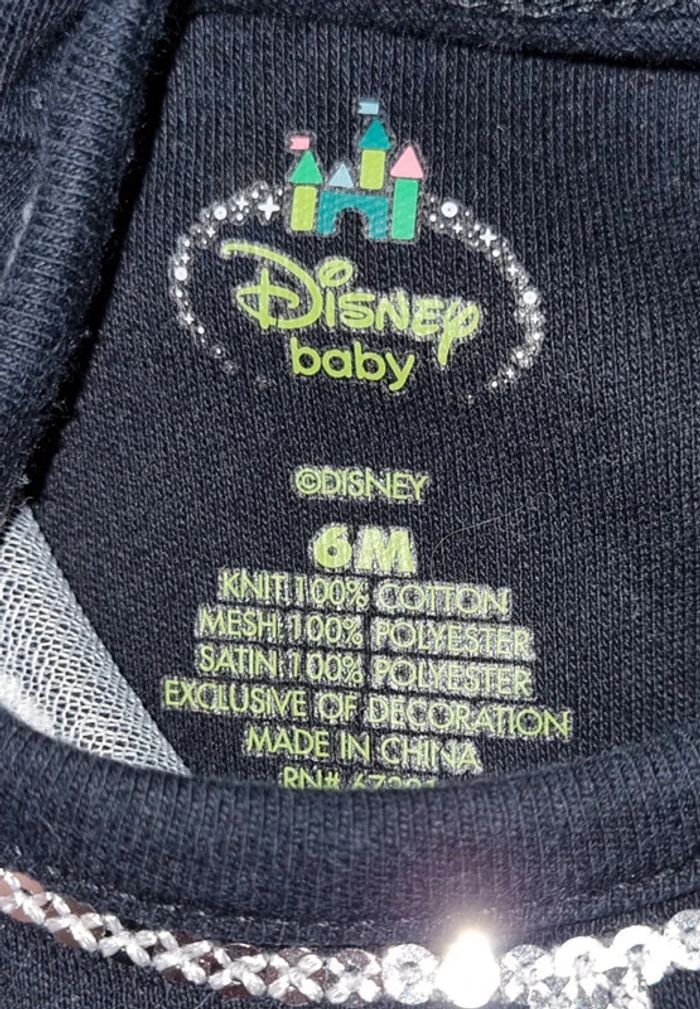 Disney
baby
©DISNEY
6M
KNIT:100% COTTON
MESH:100% POLYESTER
SATIN:100% POLYESTER
EXCLUSIVE OF DECORATION
MADE IN CHINA
RN#